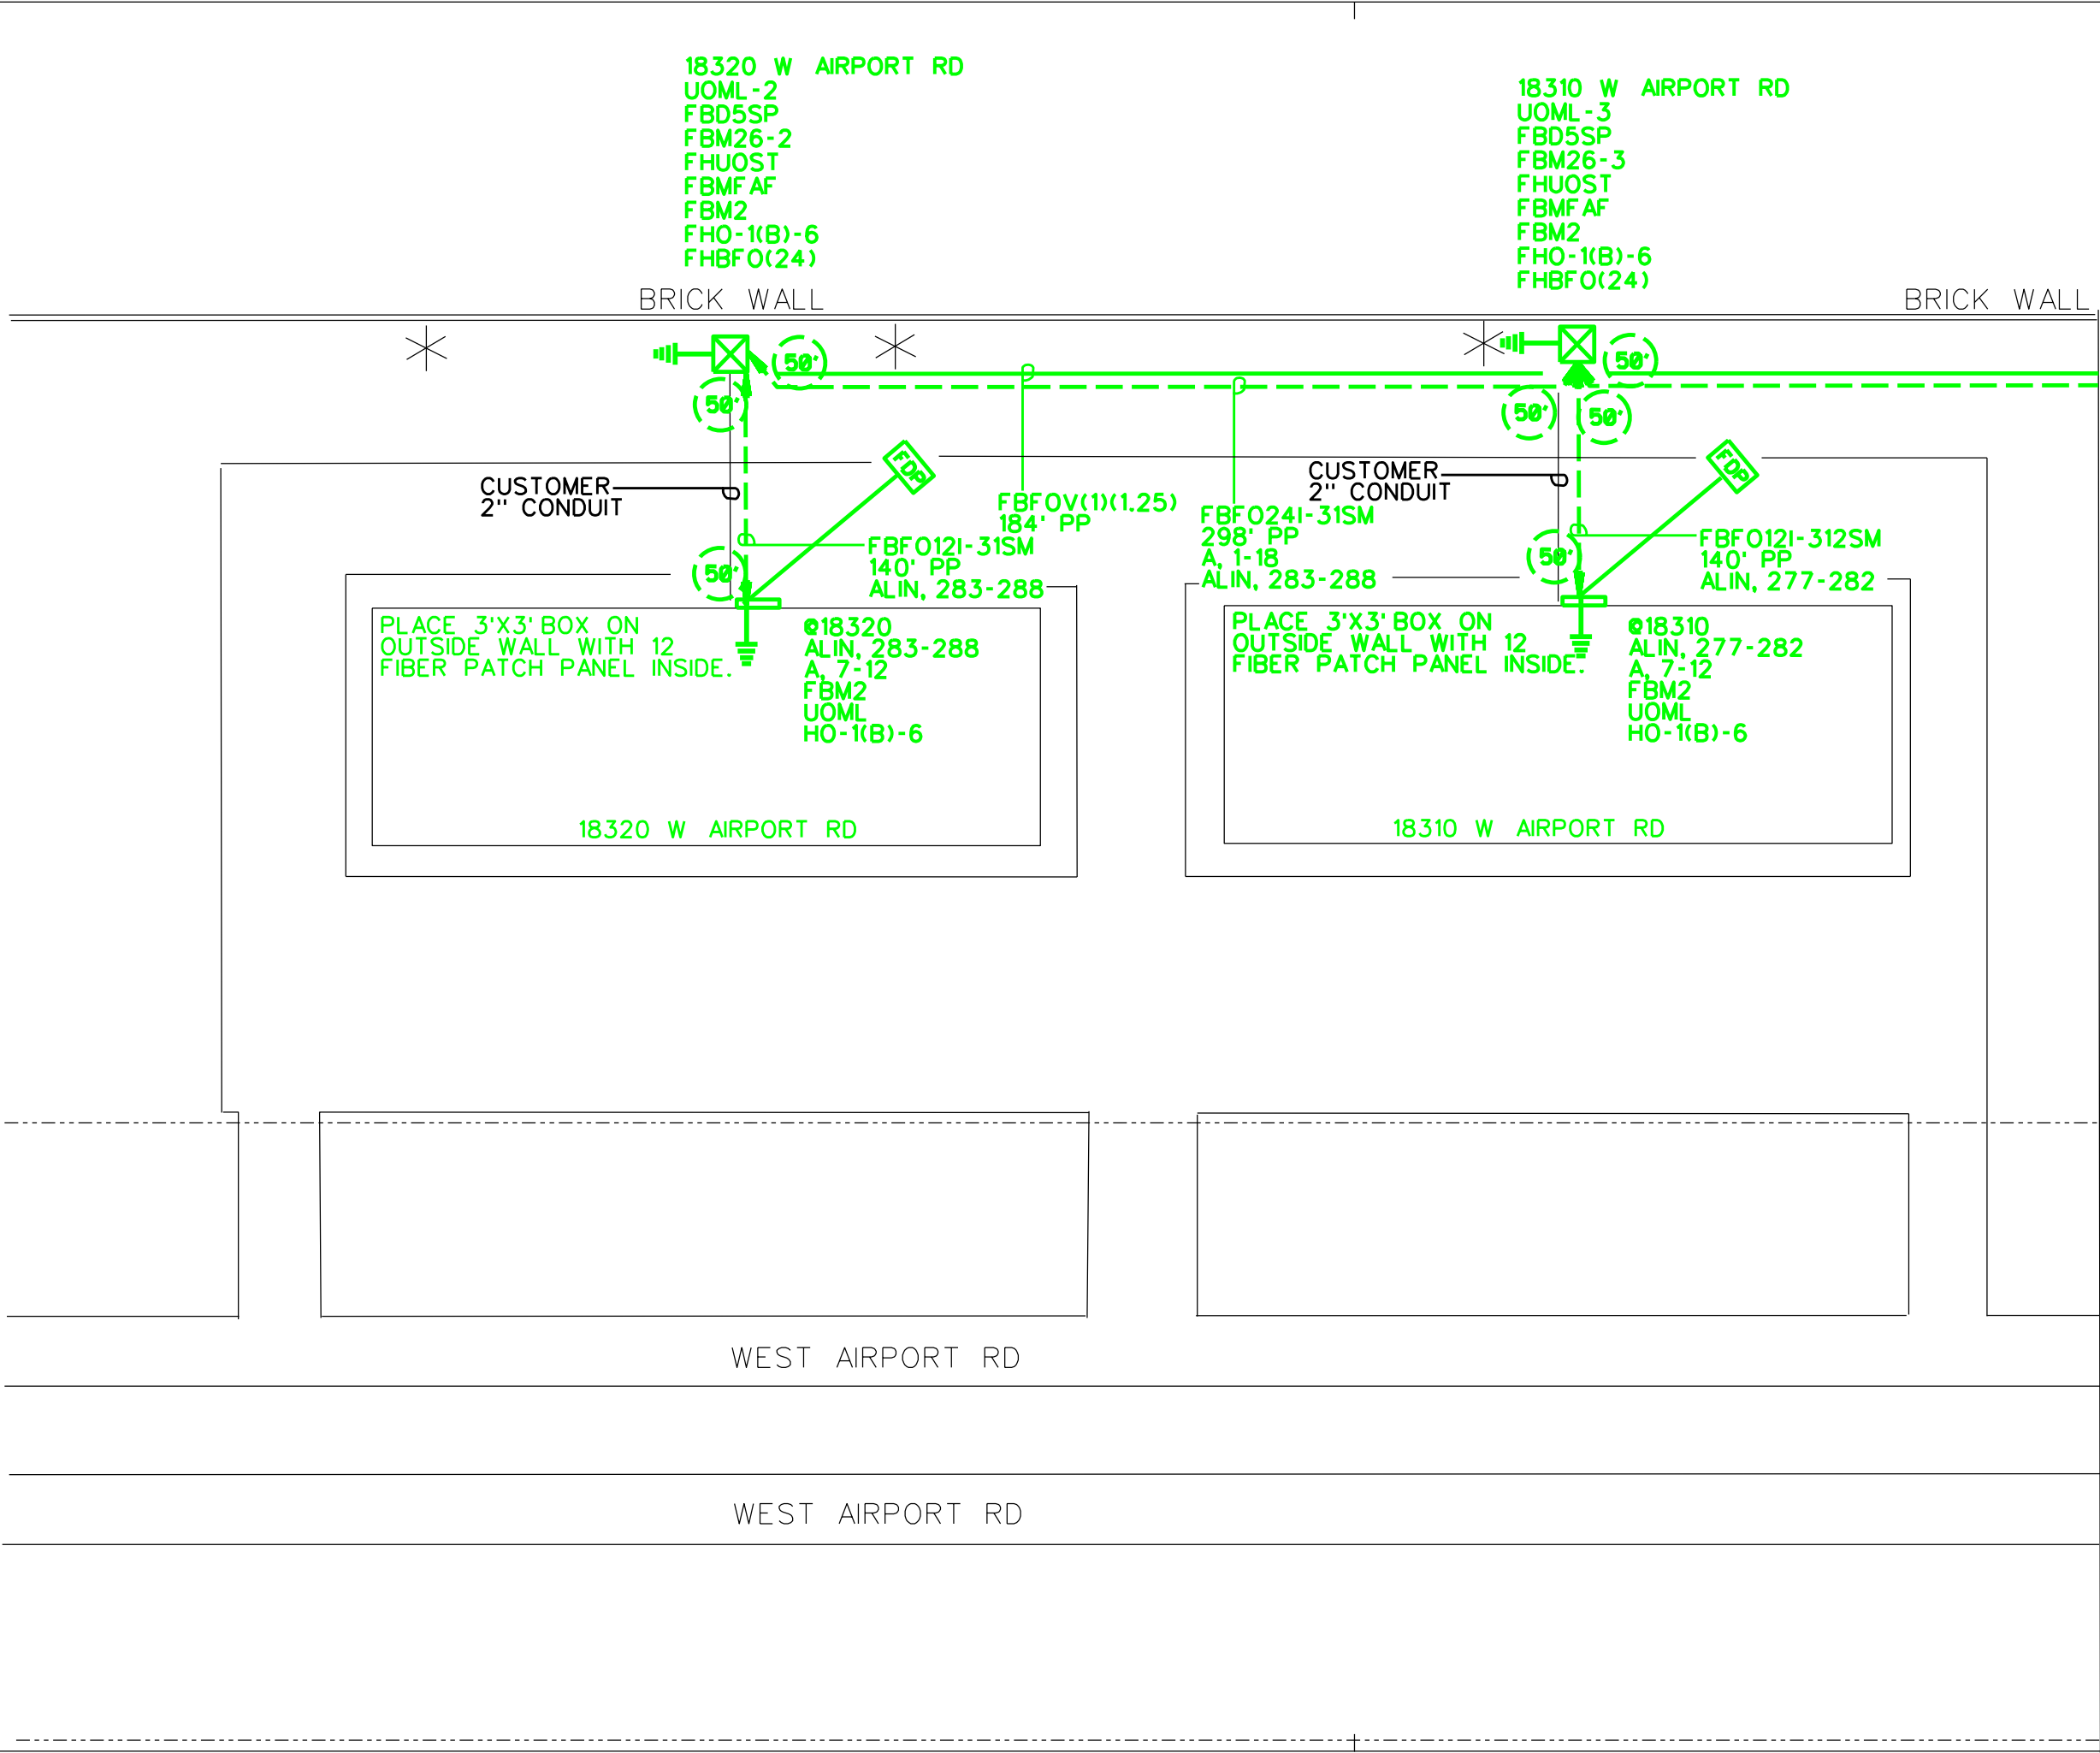 18320 W AIRPORT RD
UOML-2
FBD5SP
FBM26-2
FHUOST
FBMFAF
FBM2
FHO-1(B)-6
FHBFO(24)
18310 W AIRPORT RD
UOML-3
FBD5SP
FBM26-3
FHUOST
FBMFAF
FBM2
FHO-1(B)-6
FHBFO(24)
BRICK WALL
BRICK WALL
50'
50'
50'
50'
50'
FDP
FDP
CUSTOMER
2" CONDUIT
CUSTOMER
2" CONDUIT
FBFOV(1)(1.25)
184' PP
FBFO24I-31SM
298' PP
A, 1-18
ALIN, 283-288
FBFO12I-31SM
140' PP
ALIN, 283-288
FBFO12I-312SM
140' PP
ALIN, 277-282
50'
50'
PLACE 3'X3'BOX ON
OUTSIDE WALL WITH 12
FIBER PATCH PANEL INSIDE.
@18320
ALIN, 283-288
A, 7-12
FBM2
UOML
HO-1(B)-6
PLACE 3'X3'BOX ON
OUTSIDE WALL WITH 12
FIBER PATCH PANEL INSIDE.
@18310
ALIN, 277-282
A, 7-12
FBM2
UOML
HO-1(B)-6
18320 W AIRPORT RD
18310 W AIRPORT RD
WEST AIRPORT RD
WEST AIRPORT RD